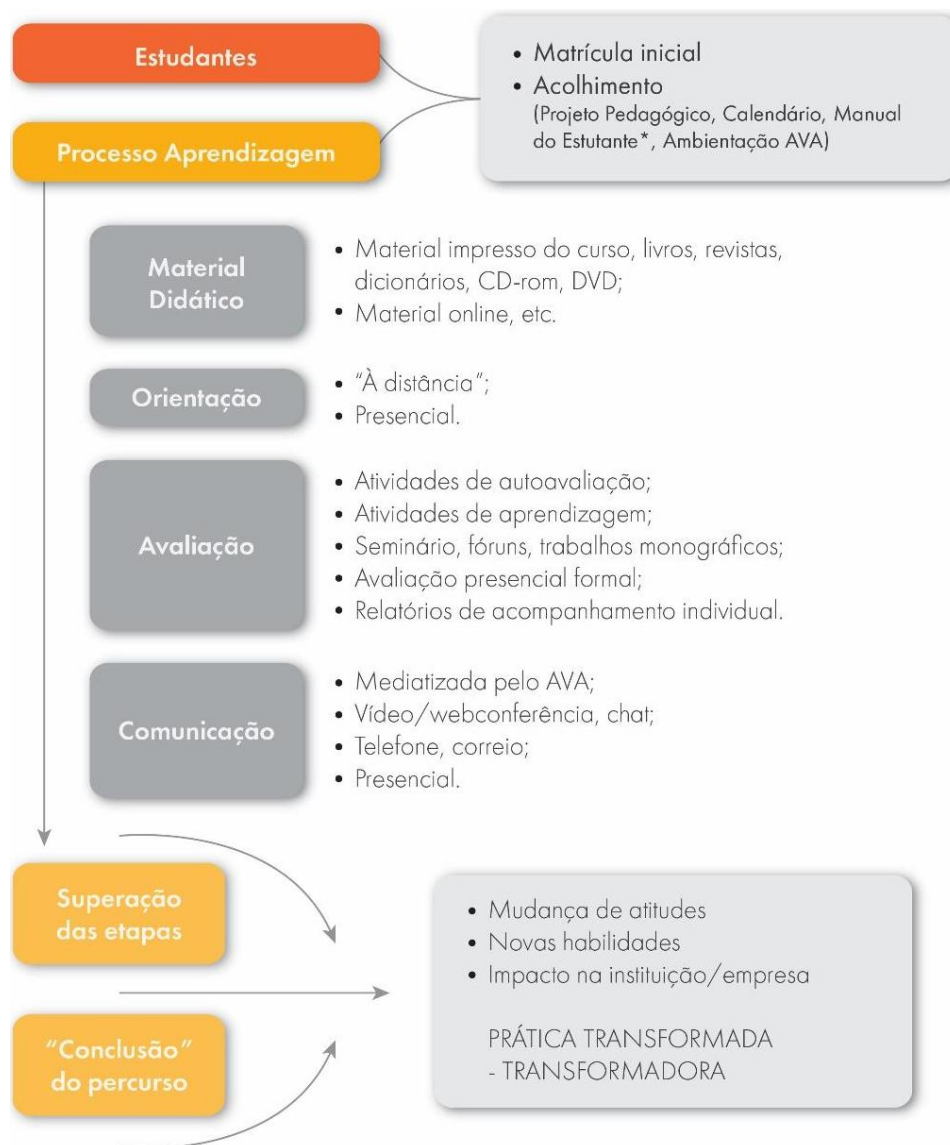 Estudantes
Processo Aprendizagem
• Matrícula inicial
• Acolhimento
(Projeto Pedagógico, Calendário, Manual
do Estutante*, Ambientação AVA)
Material
Didático
• Material impresso do curso, livros, revistas,
dicionários, CD-rom, DVD;
• Material online, etc.
Orientação
• “À distância”;
• Presencial.
Avaliação
• Atividades de autoavaliação;
• Atividades de aprendizagem;
• Seminário, fóruns, trabalhos monográficos;
• Avaliação presencial formal;
• Relatórios de acompanhamento individual.
Comunicação
• Mediatizada pelo AVA;
• Vídeo/webconferência, chat;
• Telefone, correio;
• Presencial.
Superação
das etapas
“Conclusão”
do percurso
• Mudança de atitudes
• Novas habilidades
• Impacto na instituição/empresa
PRÁTICA TRANSFORMADA
- TRANSFORMADORA